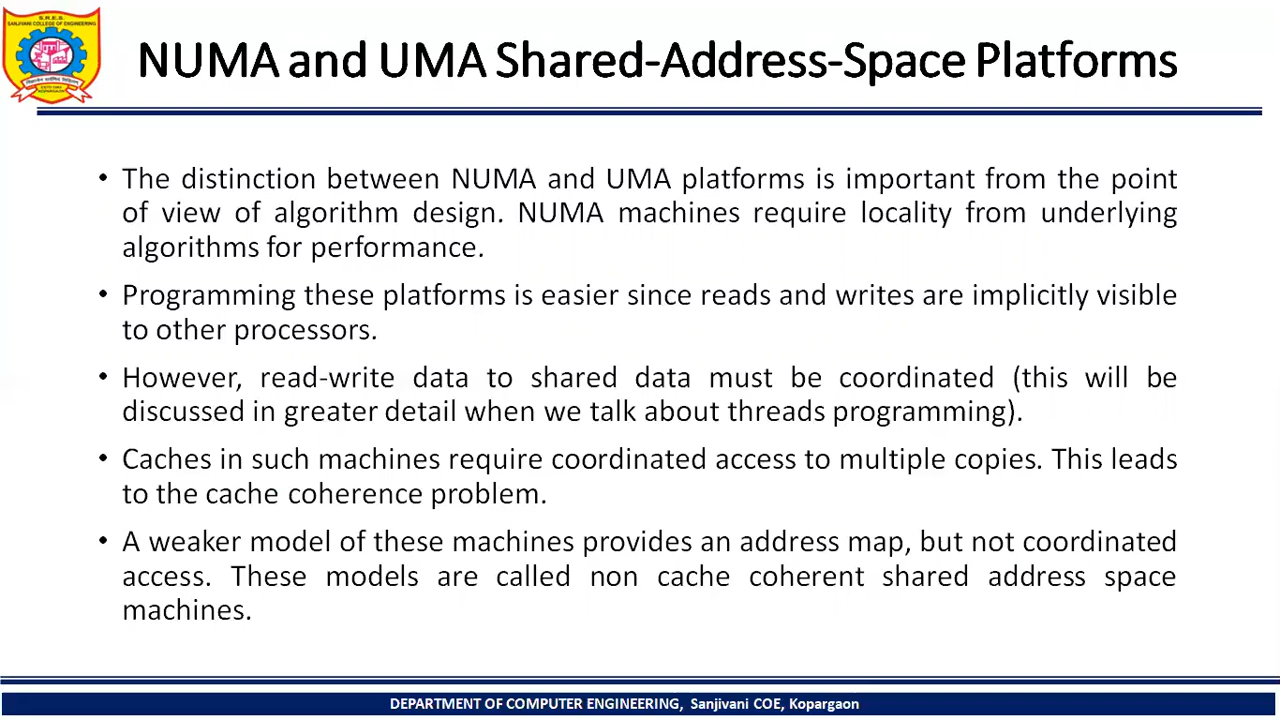 S.R.E.S.
SANJIVANI COLLEGE OF ENGINEERING
NUMA and UMA Shared-Address-Space Platforms
• The distinction between NUMA and UMA platforms is important from the point
of view of algorithm design. NUMA machines require locality from underlying
algorithms for performance.
• Programming these platforms is easier since reads and writes are implicitly visible
to other processors.
• However, read-write data to shared data must be coordinated (this will be
discussed in greater detail when we talk about threads programming).
• Caches in such machines require coordinated access to multiple copies. This leads
to the cache coherence problem.
• A weaker model of these machines provides an address map, but not coordinated
access. These models are called non cache coherent shared address space
machines.
DEPARTMENT OF COMPUTER ENGINEERING, Sanjivani COE, Kopargaon